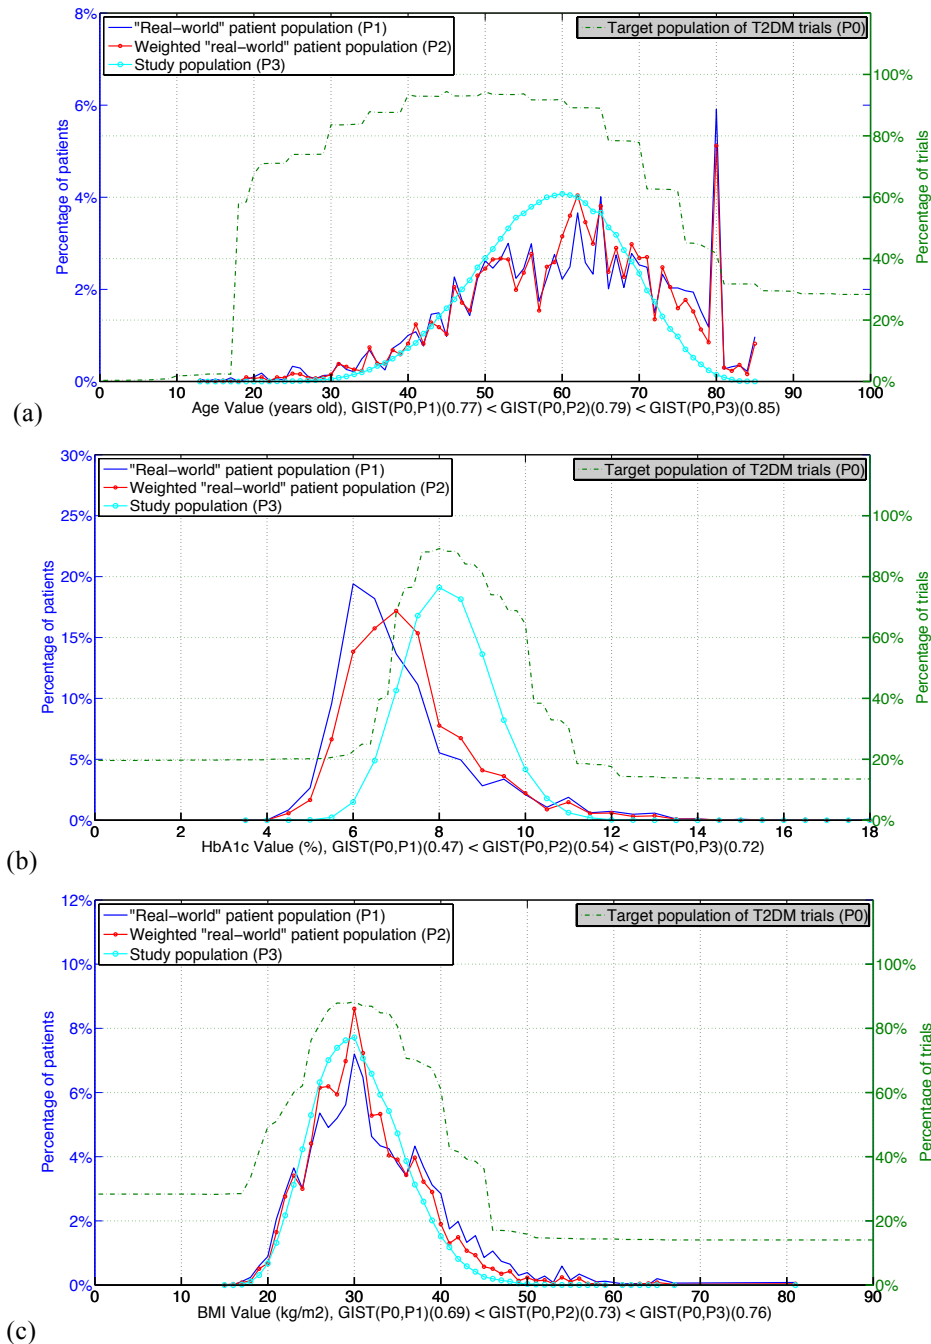 8%
6%
4%
2%
0%
Percentage of patients
"Real−world" patient population (P1)
Weighted "real−world" patient population (P2)
Study population (P3)
Target population of T2DM trials (P0)
100%
80%
60%
40%
20%
0%
Percentage of trials
0 10 20 30 40 50 60 70 80 90 100
(a)
Age Value (years old), GIST(P0,P1)(0.77) < GIST(P0,P2)(0.79) < GIST(P0,P3)(0.85)
30%
25%
20%
15%
10%
5%
0%
Percentage of patients
"Real−world" patient population (P1)
Weighted "real−world" patient population (P2)
Study population (P3)
Target population of T2DM trials (P0)
100%
80%
60%
40%
20%
0%
Percentage of trials
0 2 4 6 8 10 12 14 16 18
(b)
HbA1c Value (%), GIST(P0,P1)(0.47) < GIST(P0,P2)(0.54) < GIST(P0,P3)(0.72)
12%
10%
8%
6%
4%
2%
0%
Percentage of patients
"Real−world" patient population (P1)
Weighted "real−world" patient population (P2)
Study population (P3)
Target population of T2DM trials (P0)
100%
80%
60%
40%
20%
0%
Percentage of trials
0 10 20 30 40 50 60 70 80 90
(c)
BMI Value (kg/m2), GIST(P0,P1)(0.69) < GIST(P0,P2)(0.73) < GIST(P0,P3)(0.76)